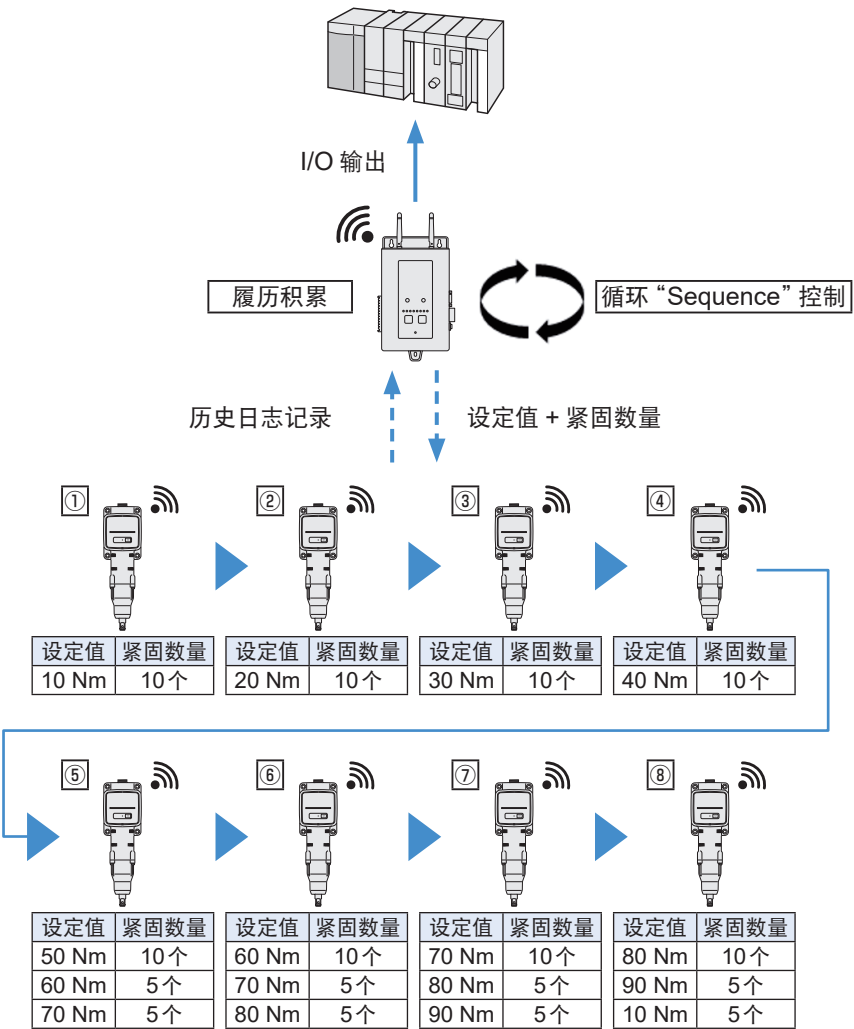 I/O 输出
履历积累
循环 “Sequence” 控制
历史日志记录
设定值 + 紧固数量
① ② ③ ④
设定值 紧固数量 设定值 紧固数量 设定值 紧固数量 设定值 紧固数量
10 Nm 10个 20 Nm 10个 30 Nm 10个 40 Nm 10个
⑤ ⑥ ⑦ ⑧
设定值 紧固数量 设定值 紧固数量 设定值 紧固数量 设定值 紧固数量
50 Nm 10个 60 Nm 10个 70 Nm 10个 80 Nm 10个
60 Nm 5个 70 Nm 5个 80 Nm 5个 90 Nm 5个
70 Nm 5个 80 Nm 5个 90 Nm 5个 10 Nm 5个